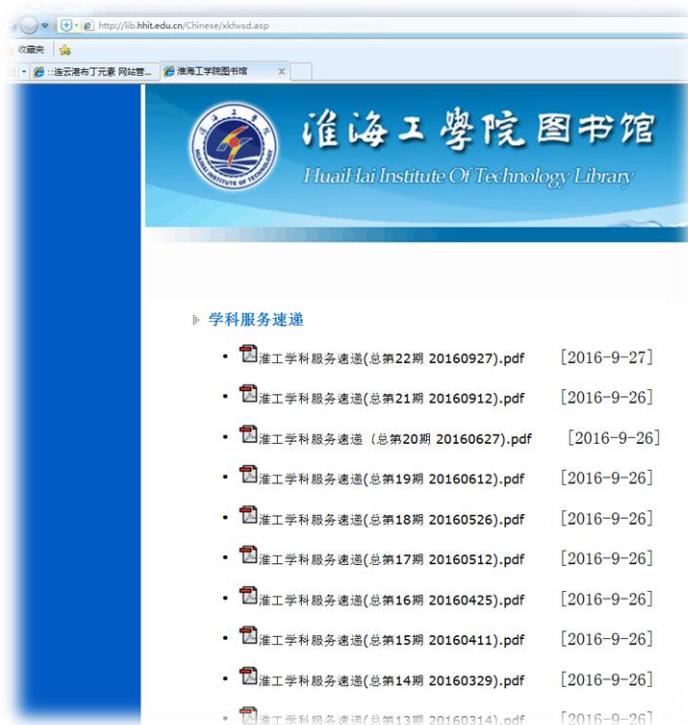 http://lib.hhit.edu.cn/Chinese/xkfwsd.asp
收藏夹
::连云港布丁元素 网站营... 淮海工学院图书馆 x
淮海工學院图书馆
HuaiHai Institute Of Technology Library
HUAIHAI INSTITUTE OF TECHNOLOGY
学科服务速递
淮工学科服务速递(总第22期 20160927).pdf [2016-9-27]
淮工学科服务速递(总第21期 20160912).pdf [2016-9-26]
淮工学科服务速递（总第20期 20160627).pdf [2016-9-26]
淮工学科服务速递(总第19期 20160612).pdf [2016-9-26]
淮工学科服务速递(总第18期 20160526).pdf [2016-9-26]
淮工学科服务速递(总第17期 20160512).pdf [2016-9-26]
淮工学科服务速递(总第16期 20160425).pdf [2016-9-26]
淮工学科服务速递(总第15期 20160411).pdf [2016-9-26]
淮工学科服务速递(总第14期 20160329).pdf [2016-9-26]
淮工学科服务速递(总第13期 20160314).pdf [2016-9-26]